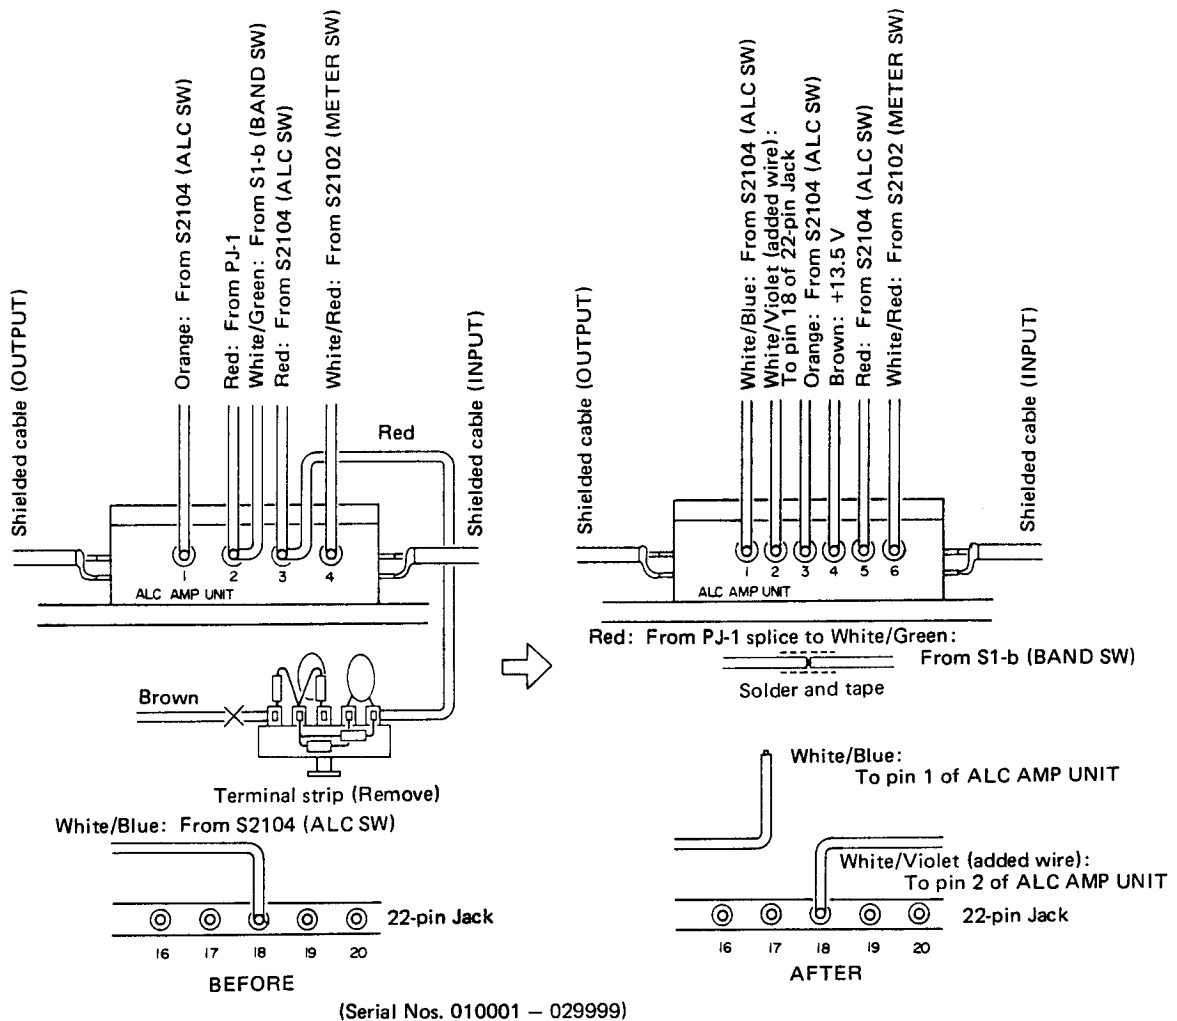 Shielded cable (OUTPUT)
Orange: From S2104 (ALC SW)
Red: From PJ-1
White/Green: From S1-b (BAND SW)
Red: From S2104 (ALC SW)
White/Red: From S2102 (METER SW)
Shielded cable (INPUT)
Red
1 2 3 4
ALC AMP UNIT
Brown
Terminal strip (Remove)
White/Blue: From S2104 (ALC SW)
22-pin Jack
16 17 18 19 20
BEFORE
Shielded cable (OUTPUT)
White/Blue: From S2104 (ALC SW)
White/Violet (added wire):
To pin 18 of 22-pin Jack
Orange: From S2104 (ALC SW)
Brown: +13.5 V
Red: From S2104 (ALC SW)
White/Red: From S2102 (METER SW)
Shielded cable (INPUT)
1 2 3 4 5 6
ALC AMP UNIT
Red: From PJ-1 splice to White/Green:
From S1-b (BAND SW)
Solder and tape
White/Blue:
To pin 1 of ALC AMP UNIT
White/Violet (added wire):
To pin 2 of ALC AMP UNIT
22-pin Jack
16 17 18 19 20
AFTER
(Serial Nos. 010001 – 029999)